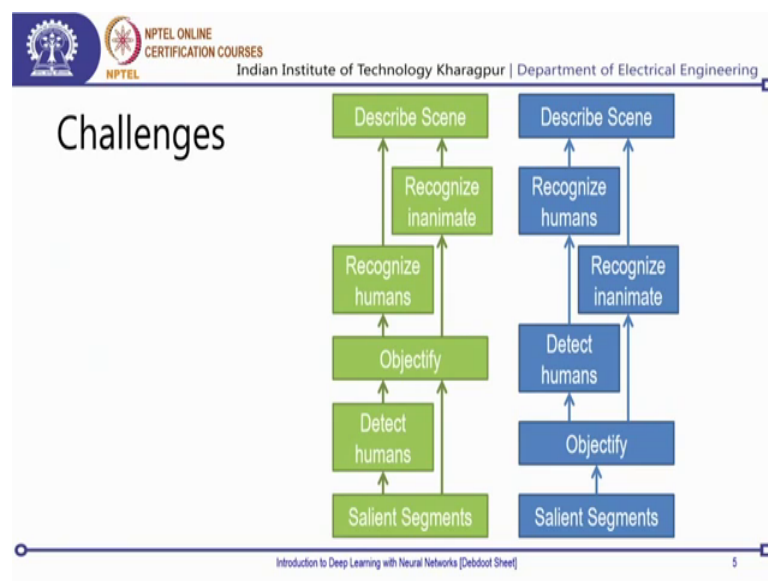 NPTEL ONLINE
CERTIFICATION COURSES
NPTEL
Indian Institute of Technology Kharagpur | Department of Electrical Engineering
Challenges
Describe Scene
Recognize
inanimate
Recognize
humans
Objectify
Detect
humans
Salient Segments
Describe Scene
Recognize
humans
Recognize
inanimate
Detect
humans
Objectify
Salient Segments
Introduction to Deep Learning with Neural Networks [Debdoot Sheet]
5